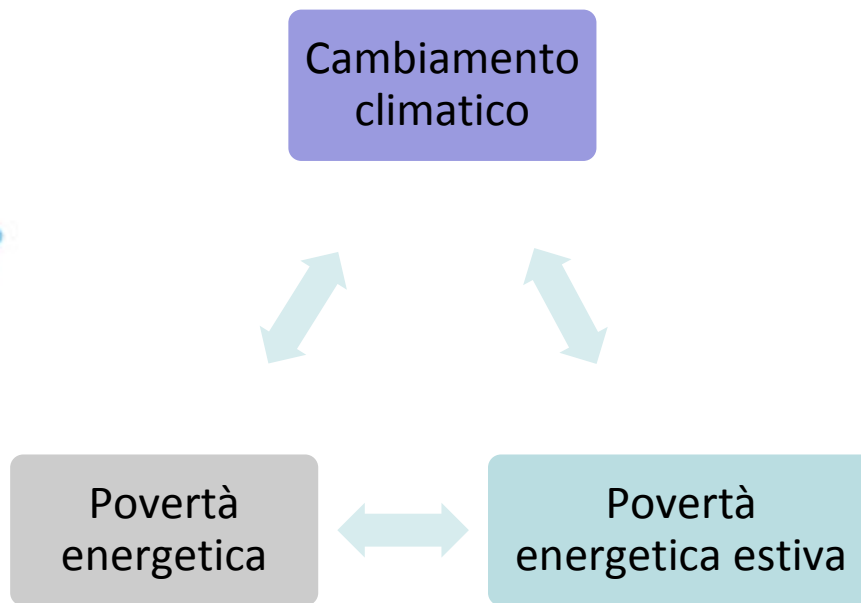 Cambiamento
climatico
Povertà
energetica
Povertà
energetica estiva